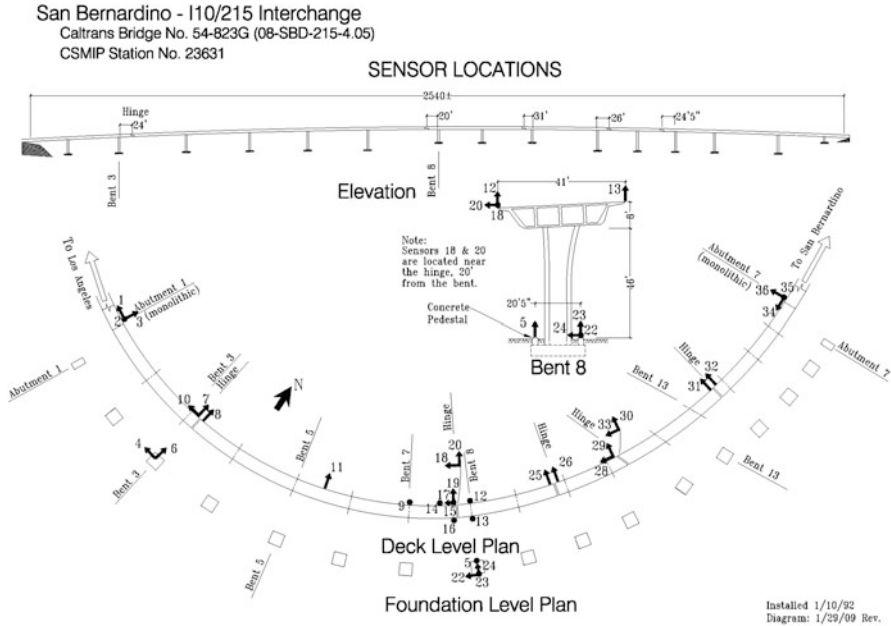 San Bernardino - I10/215 Interchange
Caltrans Bridge No. 54-823G (08-SBD-215-4.05)
CSMIP Station No. 23631
SENSOR LOCATIONS
2540±
Hinge
24'
20'
31'
26'
24'5"
Bent 3
Bent 8
Elevation
12
41'
13
20
18
6'
46'
Note:
Sensors 18 & 20
are located near
the hinge, 20'
from the bent.
20'5"
Concrete
Pedestal
5
23
24
22
Bent 8
To Los Angeles
To San Bernardino
Abutment 1
(monolithic)
Abutment 7
(monolithic)
1
2
3
36
35
34
Abutment 1
Abutment 7
Bent 3
Hinge
10
7
8
N
Hinge
32
31
Bent 13
4
6
Bent 3
Bent 5
11
Bent 7
Hinge
Bent 8
20
18
19
17
9
14
15
12
16
13
Hinge
25
26
Hinge
33
30
29
28
Bent 13
Bent 5
Deck Level Plan
5
24
22
23
Foundation Level Plan
Installed 1/10/92
Diagram: 1/29/09 Rev.